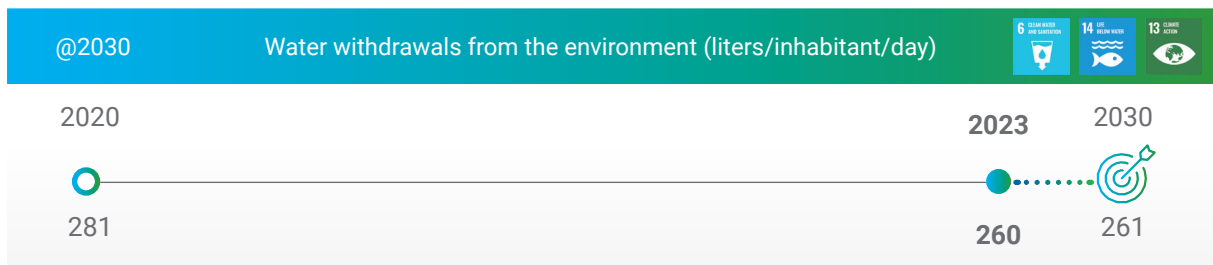 @2030
Water withdrawals from the environment (liters/inhabitant/day)
6 CLEAN WATER
AND SANITATION
14 LIFE
BELOW WATER
13 CLIMATE
ACTION
2020
2023
2030
281
260
261